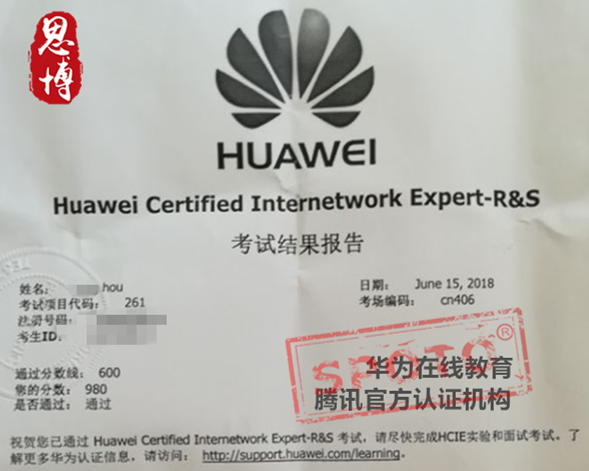 思博
HUAWEI
Huawei Certified Internetwork Expert-R&S
考试结果报告
姓名: hou
日期: June 15, 2018
考试项目代码: 261
考场编码: cn406
注册号码:
考生ID:
SPOTO®
华为在线教育
腾讯官方认证机构
通过分数线: 600
您的分数: 980
是否通过: 通过
祝贺您已通过 Huawei Certified Internetwork Expert-R&S 考试，请尽快完成HCIE实验和面试考试。了
解更多华为认证信息，请访问: http://support.huawei.com/learning.